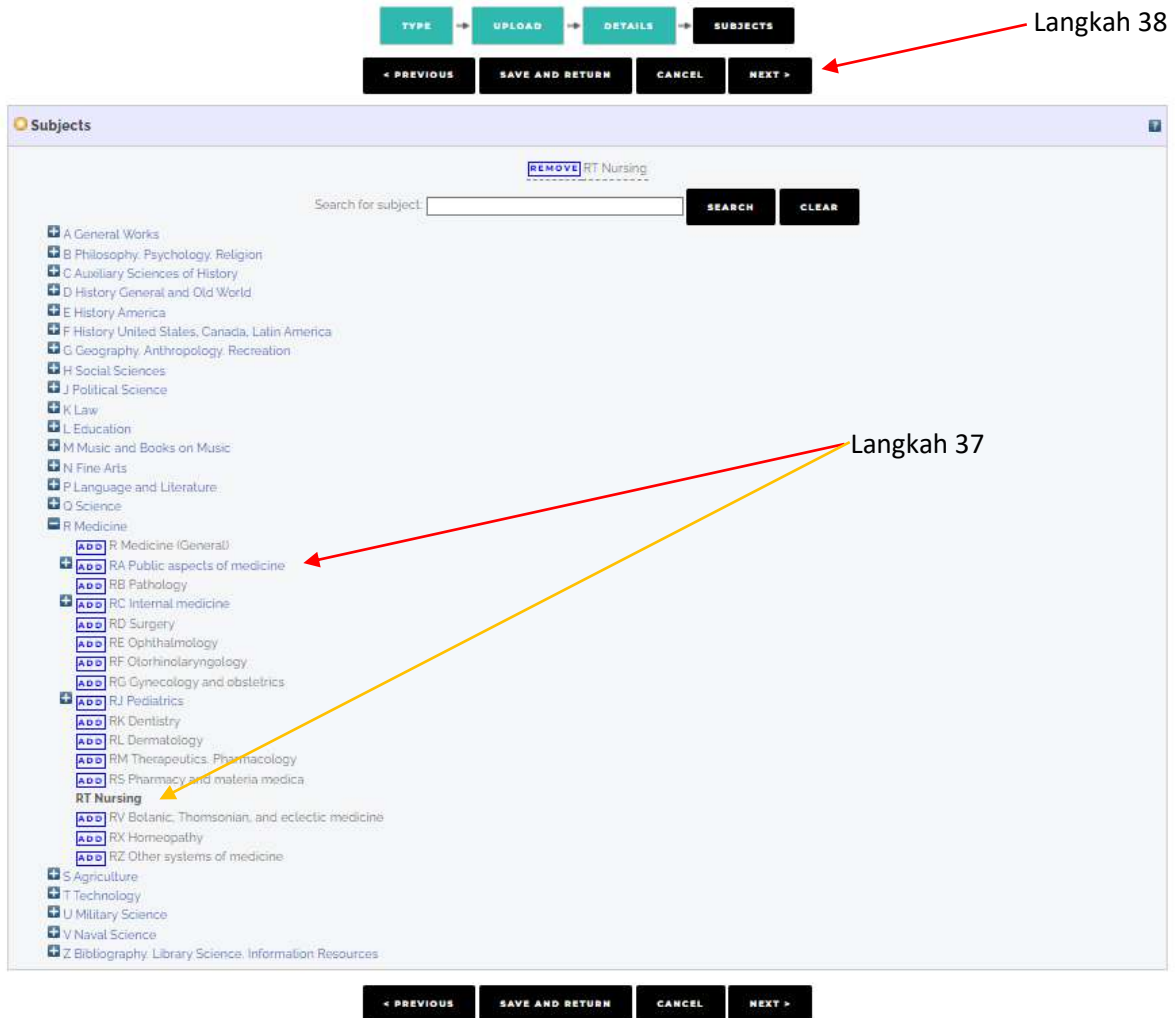 TYPE UPLOAD DETAILS SUBJECTS
Langkah 38
< PREVIOUS SAVE AND RETURN CANCEL NEXT >
Subjects ?
REMOVE RT Nursing
Search for subject: SEARCH CLEAR
A General Works
B Philosophy. Psychology. Religion
C Auxiliary Sciences of History
D History General and Old World
E History America
F History United States, Canada, Latin America
G Geography. Anthropology. Recreation
H Social Sciences
J Political Science
K Law
L Education
M Music and Books on Music
Langkah 37
N Fine Arts
P Language and Literature
Q Science
R Medicine
ADD R Medicine (General)
ADD RA Public aspects of medicine
ADD RB Pathology
ADD RC Internal medicine
ADD RD Surgery
ADD RE Ophthalmology
ADD RF Otorhinolaryngology
ADD RG Gynecology and obstetrics
ADD RJ Pediatrics
ADD RK Dentistry
ADD RL Dermatology
ADD RM Therapeutics. Pharmacology
ADD RS Pharmacy and materia medica
RT Nursing
ADD RV Botanic, Thomsonian, and eclectic medicine
ADD RX Homeopathy
ADD RZ Other systems of medicine
S Agriculture
T Technology
U Military Science
V Naval Science
Z Bibliography. Library Science. Information Resources
< PREVIOUS SAVE AND RETURN CANCEL NEXT >